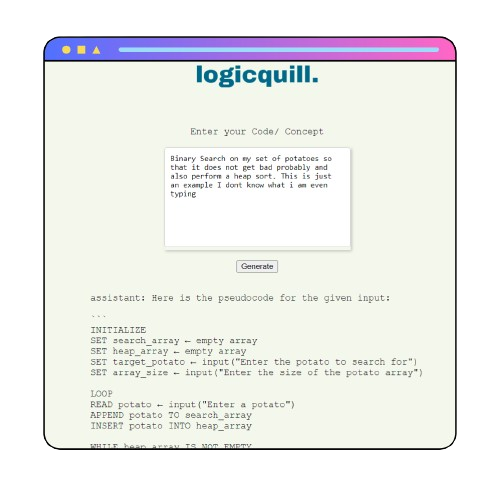 logicquill.
Enter your Code/ Concept
Binary Search on my set of potatoes so
that it does not get bad probably and
also perform a heap sort. This is just
an example I dont know what i am even
typing
Generate
assistant: Here is the pseudocode for the given input:
```
INITIALIZE
SET search_array ← empty array
SET heap_array ← empty array
SET target_potato ← input("Enter the potato to search for")
SET array_size ← input("Enter the size of the potato array")
LOOP
READ potato ← input("Enter a potato")
APPEND potato TO search_array
INSERT potato INTO heap_array
WHILE heap_array IS NOT EMPTY